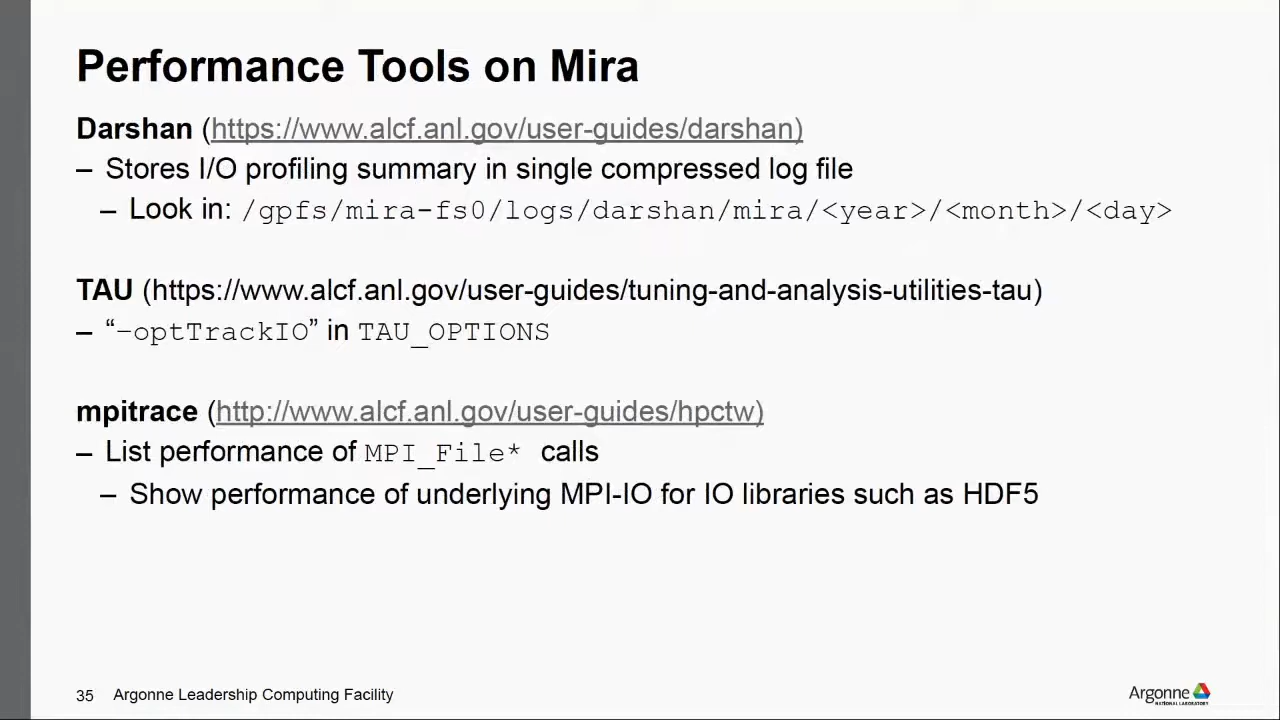 Performance Tools on Mira
Darshan (https://www.alcf.anl.gov/user-guides/darshan)
– Stores I/O profiling summary in single compressed log file
– Look in: /gpfs/mira-fs0/logs/darshan/mira/<year>/<month>/<day>
TAU (https://www.alcf.anl.gov/user-guides/tuning-and-analysis-utilities-tau)
– “–optTrackIO” in TAU_OPTIONS
mpitrace (http://www.alcf.anl.gov/user-guides/hpctw)
– List performance of MPI_File* calls
– Show performance of underlying MPI-IO for IO libraries such as HDF5
35 Argonne Leadership Computing Facility
Argonne
NATIONAL LABORATORY